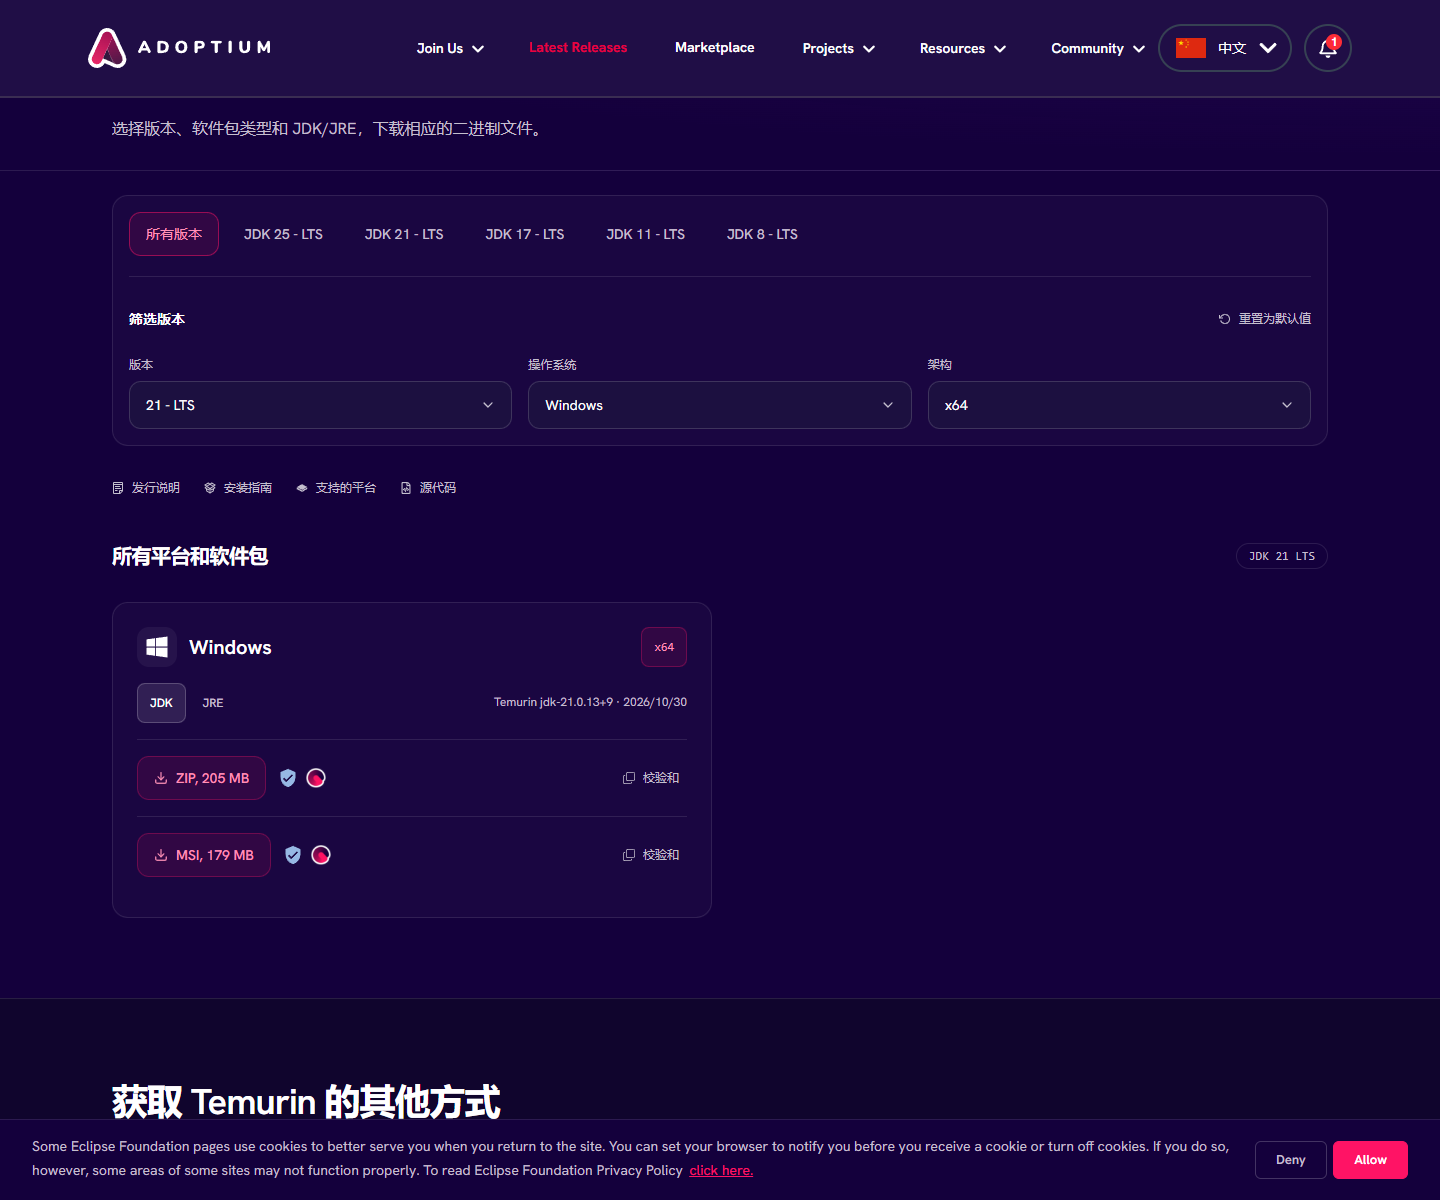 ADOPTIUM
Join Us
Latest Releases
Marketplace
Projects
Resources
Community
中文
1
选择版本、软件包类型和 JDK/JRE，下载相应的二进制文件。
所有版本
JDK 25 - LTS
JDK 21 - LTS
JDK 17 - LTS
JDK 11 - LTS
JDK 8 - LTS
筛选版本
重置为默认值
版本
操作系统
架构
21 - LTS
Windows
x64
发行说明
安装指南
支持的平台
源代码
所有平台和软件包
JDK 21 LTS
Windows
x64
JDK
JRE
Temurin jdk-21.0.13+9 · 2026/10/30
ZIP, 205 MB
校验和
MSI, 179 MB
校验和
获取 Temurin 的其他方式
Some Eclipse Foundation pages use cookies to better serve you when you return to the site. You can set your browser to notify you before you receive a cookie or turn off cookies. If you do so,
however, some areas of some sites may not function properly. To read Eclipse Foundation Privacy Policy click here.
Deny
Allow